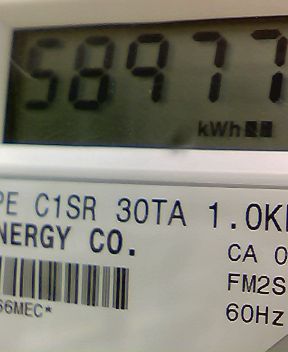 58977
kWh
PE C1SR 30TA 1.0K
NERGY CO.
CA 0
FM2S
60Hz
66MEC*